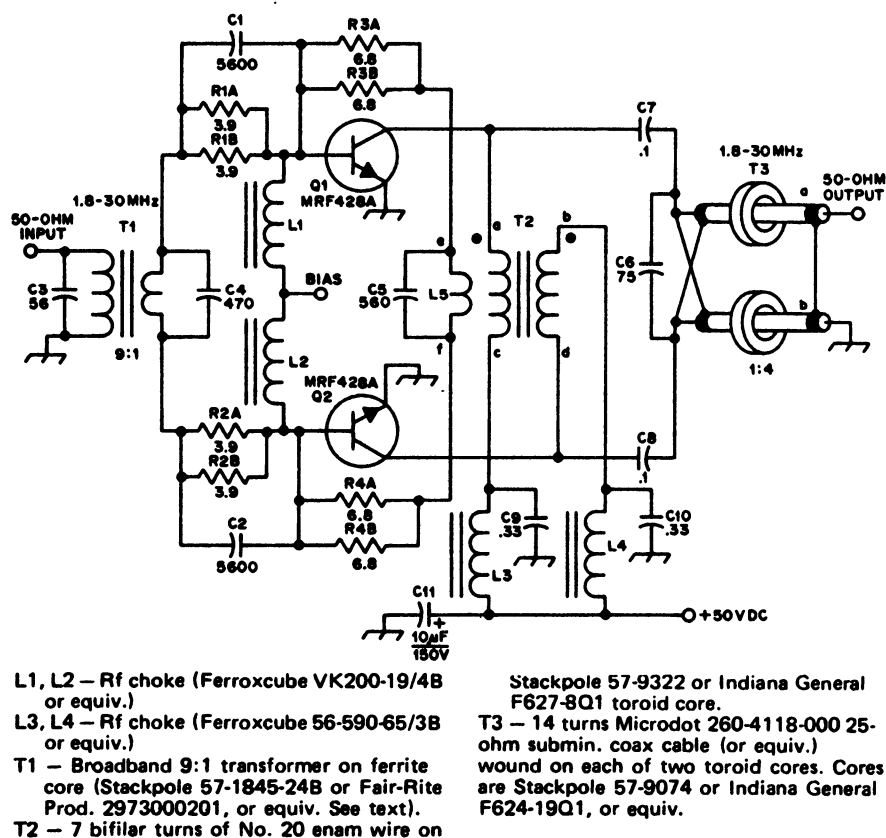 C1
5600
R3A
6.8
R3B
6.8
R1A
3.9
R1B
3.9
C7
.1
1.8-30MHz
T3
a
50-OHM
OUTPUT
Q1
MRF428A
1.8-30MHz
T1
50-OHM
INPUT
L1
T2
a
b
e
C3
56
C4
470
BIAS
C5
560
L5
C6
75
b
9:1
f
c
d
L2
MRF428A
Q2
1:4
R2A
3.9
R2B
3.9
C8
.1
R4A
6.8
R4B
6.8
C2
5600
C9
.33
L3
L4
C10
.33
C11
+
10µF
150V
+50VDC
L1, L2 – Rf choke (Ferroxcube VK200-19/4B
or equiv.)
L3, L4 – Rf choke (Ferroxcube 56-590-65/3B
or equiv.)
T1 – Broadband 9:1 transformer on ferrite
core (Stackpole 57-1845-24B or Fair-Rite
Prod. 2973000201, or equiv. See text).
T2 – 7 bifilar turns of No. 20 enam wire on
Stackpole 57-9322 or Indiana General
F627-8Q1 toroid core.
T3 – 14 turns Microdot 260-4118-000 25-
ohm submin. coax cable (or equiv.)
wound on each of two toroid cores. Cores
are Stackpole 57-9074 or Indiana General
F624-19Q1, or equiv.